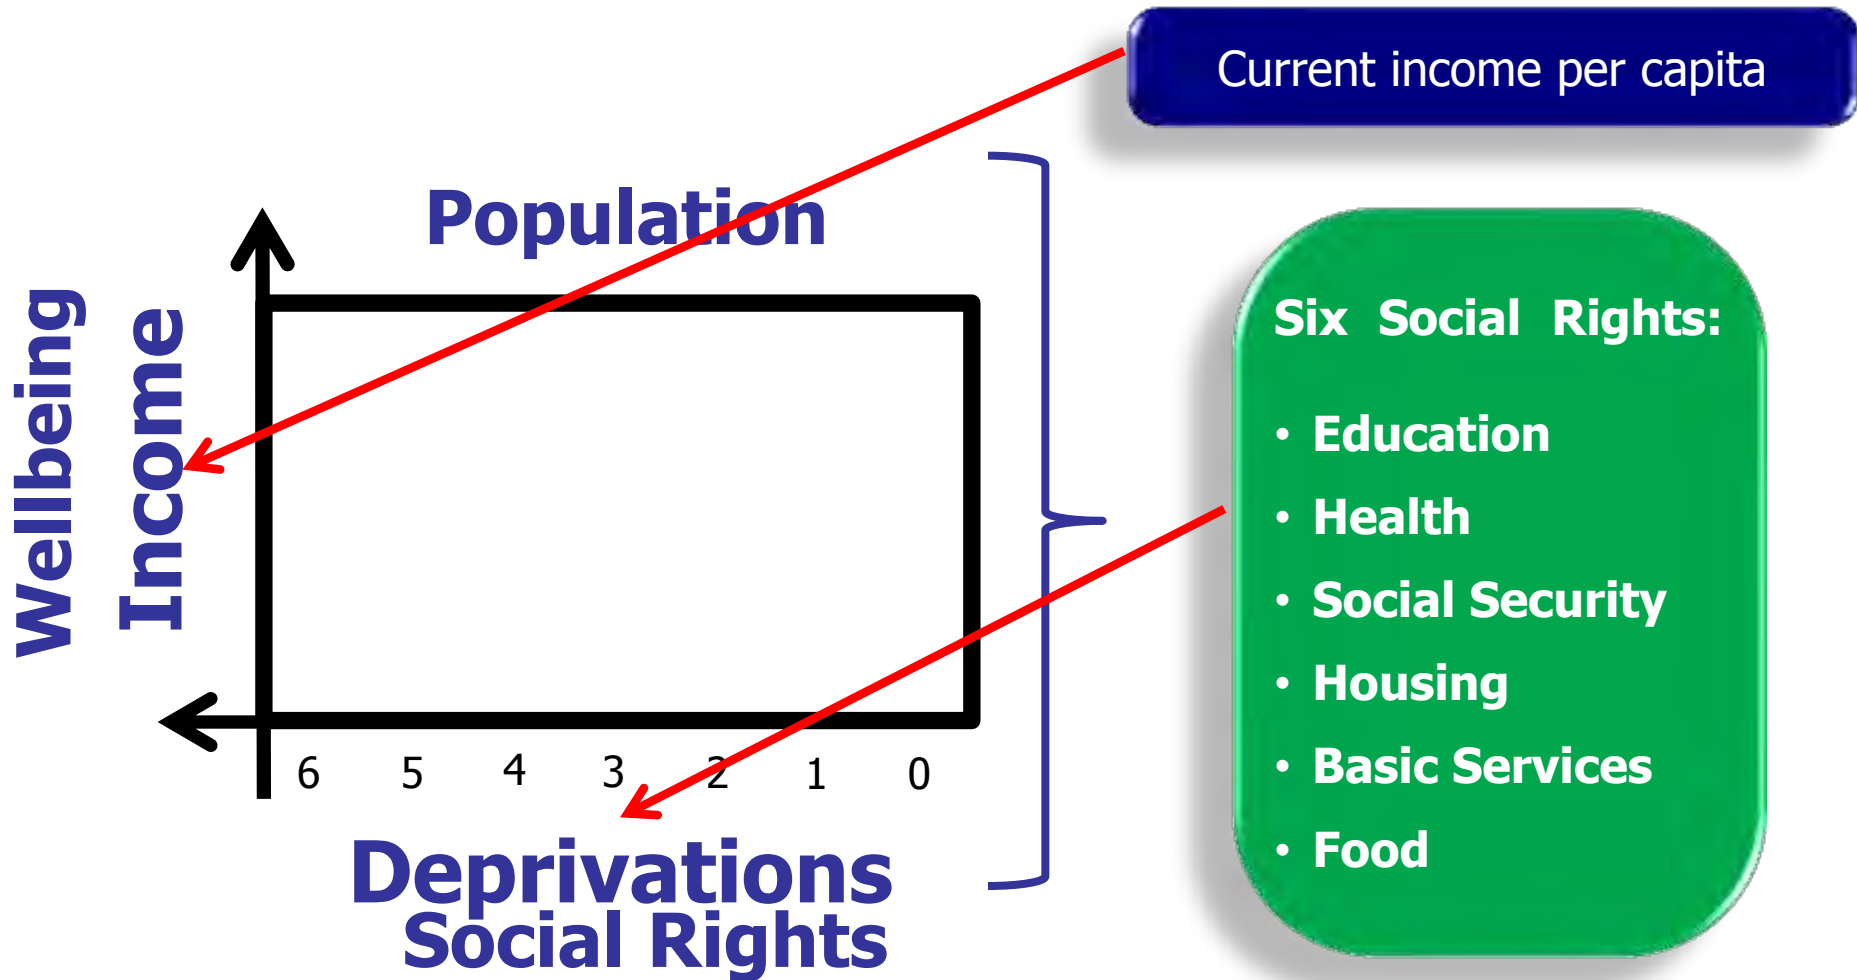 Current income per capita
Population
Wellbeing
Income
6 5 4 3 2 1 0
Deprivations
Social Rights
Six Social Rights:
• Education
• Health
• Social Security
• Housing
• Basic Services
• Food